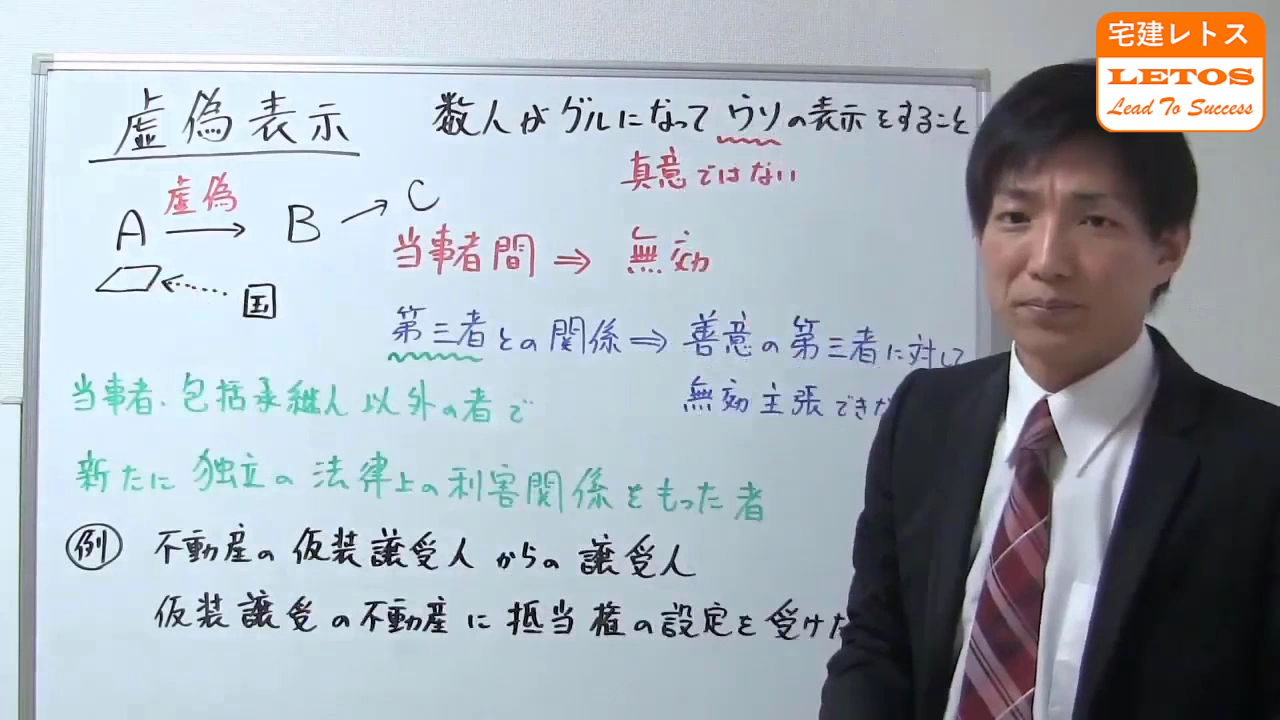 宅建レトス
LETOS
Lead To Success
虚偽表示
数人がグルになってウソの表示をすること
真意ではない
虚偽
A → B → C
国
当事者間 ⇒ 無効
第三者との関係 ⇒ 善意の第三者に対して
無効主張でき
当事者、包括承継人以外の者で
新たに独立の法律上の利害関係をもった者
例 不動産の仮装譲受人からの譲受人
仮装譲受の不動産に抵当権の設定を受けた